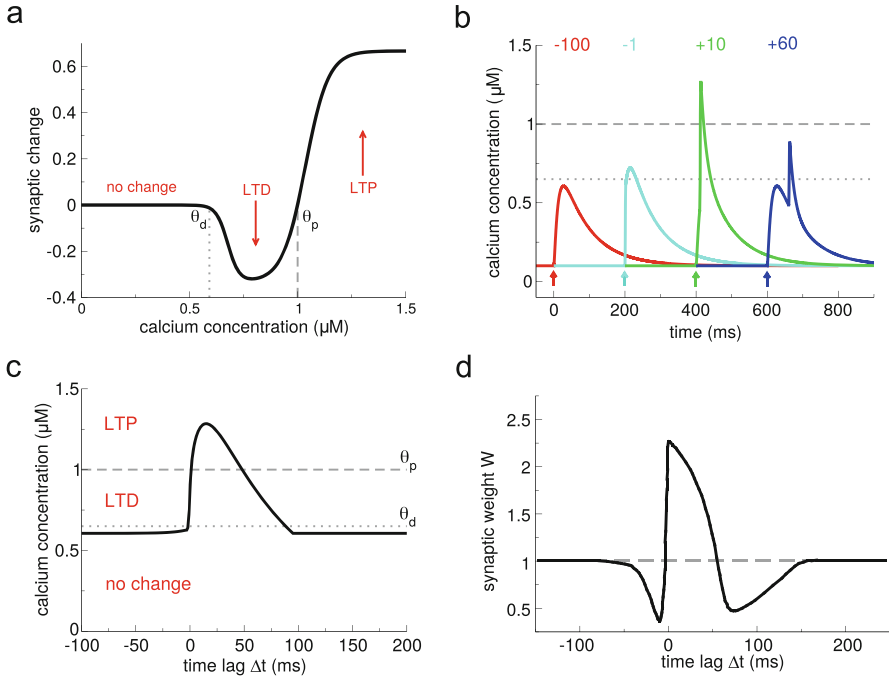 a
synaptic change
0.6
0.4
0.2
0
-0.2
-0.4
no change
LTD
LTP
θd
θp
0
0.5
1
1.5
calcium concentration (µM)
b
-100
-1
+10
+60
calcium concentration (µM)
1.5
1
0.5
0
0
200
400
600
800
time (ms)
c
calcium concentration (µM)
1.5
1
0.5
0
LTP
θp
LTD
θd
no change
-100
-50
0
50
100
150
200
time lag Δt (ms)
d
synaptic weight W
2.5
2
1.5
1
0.5
-100
0
100
200
time lag Δt (ms)